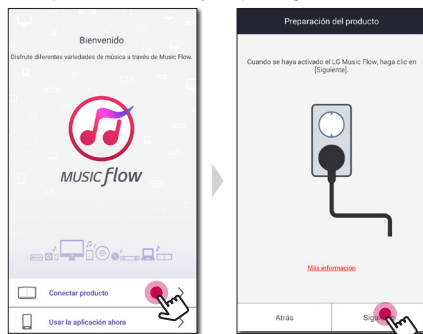 Bienvenido
Disfrute diferentes variedades de música a través de Music Flow.
MUSIC flow
Conectar producto
Usar la aplicación ahora
Preparación del producto
Cuando se haya activado el LG Music Flow, haga clic en
[Siguiente].
Más información
Atrás